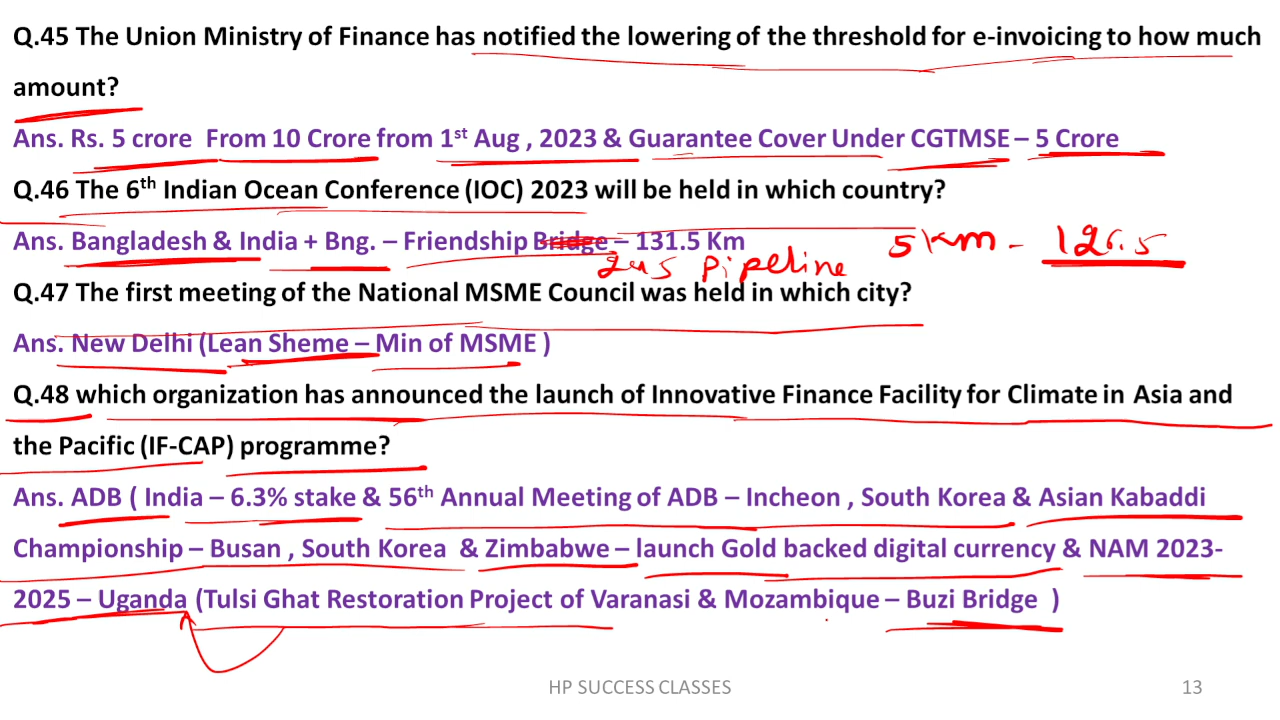 Q.45 The Union Ministry of Finance has notified the lowering of the threshold for e-invoicing to how much
amount?
Ans. Rs. 5 crore From 10 Crore from 1st Aug , 2023 & Guarantee Cover Under CGTMSE – 5 Crore
Q.46 The 6th Indian Ocean Conference (IOC) 2023 will be held in which country?
Ans. Bangladesh & India + Bng. – Friendship Bridge – 131.5 Km 5 Km - 126.5
pipeline
Q.47 The first meeting of the National MSME Council was held in which city?
Ans. New Delhi (Lean Sheme – Min of MSME )
Q.48 which organization has announced the launch of Innovative Finance Facility for Climate in Asia and
the Pacific (IF-CAP) programme?
Ans. ADB ( India – 6.3% stake & 56th Annual Meeting of ADB – Incheon , South Korea & Asian Kabaddi
Championship – Busan , South Korea & Zimbabwe – launch Gold backed digital currency & NAM 2023-
2025 – Uganda (Tulsi Ghat Restoration Project of Varanasi & Mozambique – Buzi Bridge )
HP SUCCESS CLASSES 13